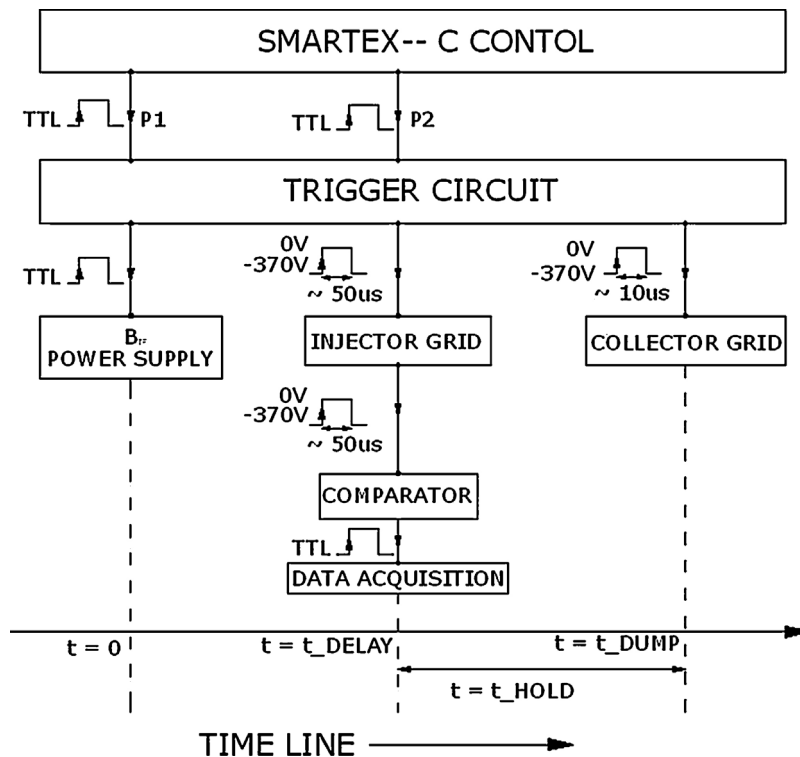 SMARTEX-- C CONTOL
TTL P1
TTL P2
TRIGGER CIRCUIT
TTL
0V
-370V
~ 50us
0V
-370V
~ 10us
BTF
POWER SUPPLY
INJECTOR GRID
COLLECTOR GRID
0V
-370V
~ 50us
COMPARATOR
TTL
DATA ACQUISITION
t = 0
t = t_DELAY
t = t_DUMP
t = t_HOLD
TIME LINE